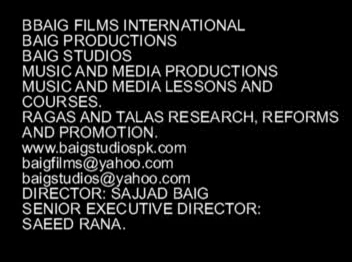 BBAIG FILMS INTERNATIONAL
BAIG PRODUCTIONS
BAIG STUDIOS
MUSIC AND MEDIA PRODUCTIONS
MUSIC AND MEDIA LESSONS AND
COURSES.
RAGAS AND TALAS RESEARCH, REFORMS
AND PROMOTION.
www.baigstudiospk.com
baigfilms@yahoo.com
baigstudios@yahoo.com
DIRECTOR: SAJJAD BAIG
SENIOR EXECUTIVE DIRECTOR:
SAEED RANA.